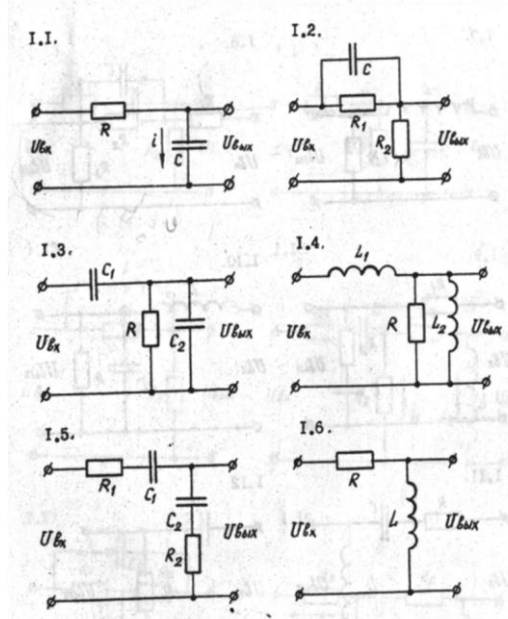 I.1.
R
i
C
Uвх
Uвых
I.2.
C
R₁
R₂
Uвх
Uвых
I.3.
C₁
R
C₂
Uвх
Uвых
I.4.
L₁
R
L₂
Uвх
Uвых
I.5.
R₁
C₁
C₂
R₂
Uвх
Uвых
I.6.
R
L
Uвх
Uвых